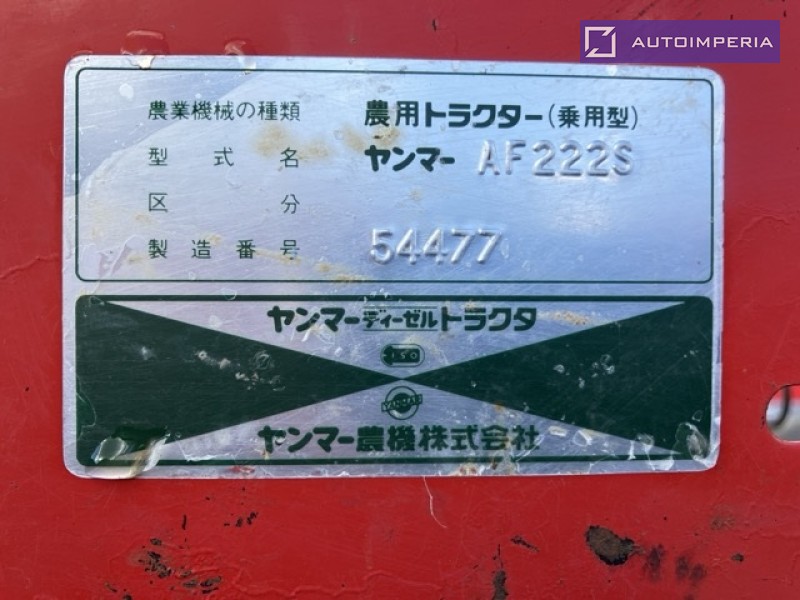 AUTOIMPERIA
農業機械の種類 農用トラクター(乗用型)
型式名 ヤンマー AF222S
区分
製造番号 54477
ヤンマーディーゼルトラクタ
YANMAR
ヤンマー農機株式会社